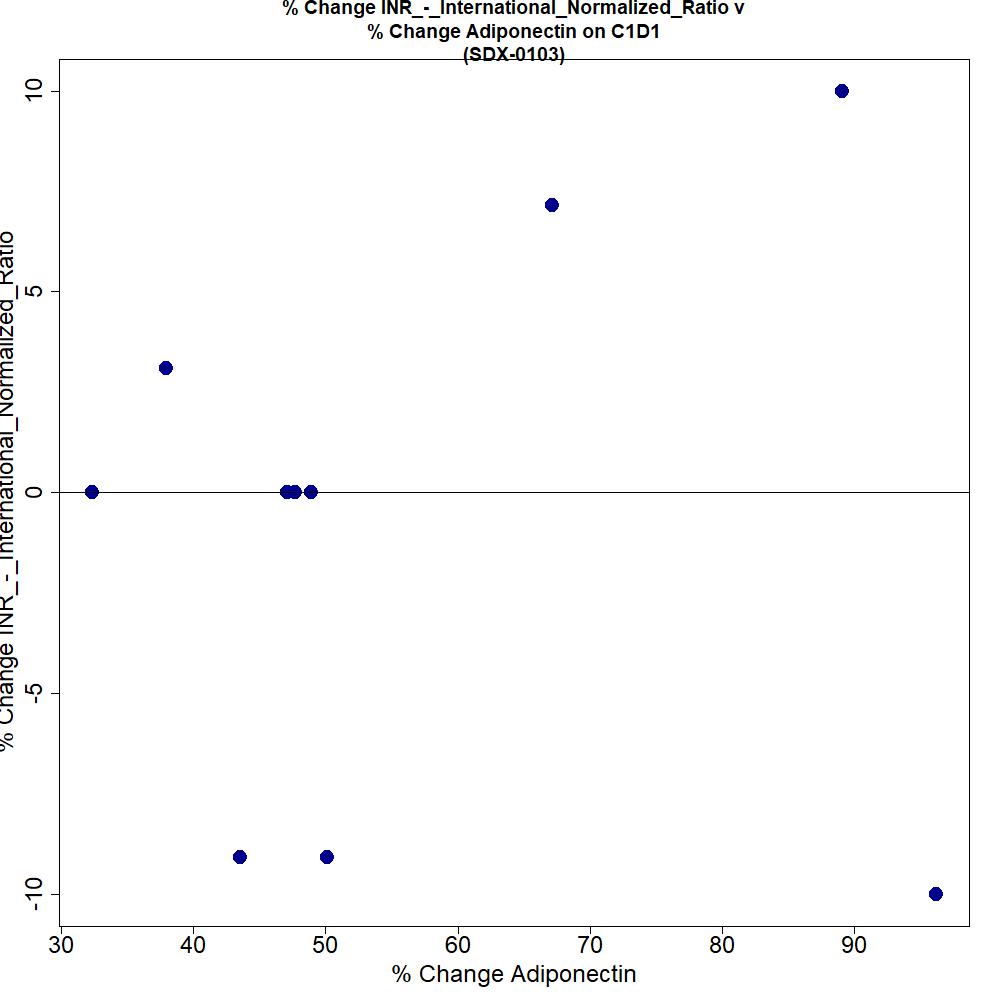 % Change INR_-_International_Normalized_Ratio v
% Change Adiponectin on C1D1
(SDX-0103)
% Change INR_-_International_Normalized_Ratio
10
5
0
-5
-10
30 40 50 60 70 80 90
% Change Adiponectin